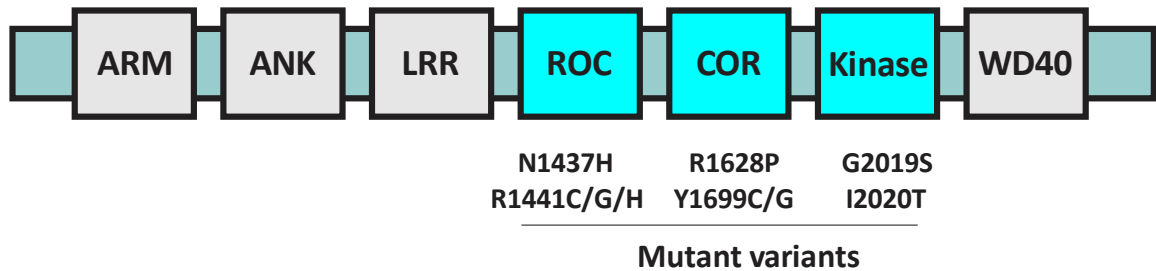 ARM ANK LRR ROC COR Kinase WD40
N1437H R1628P G2019S
R1441C/G/H Y1699C/G I2020T
Mutant variants